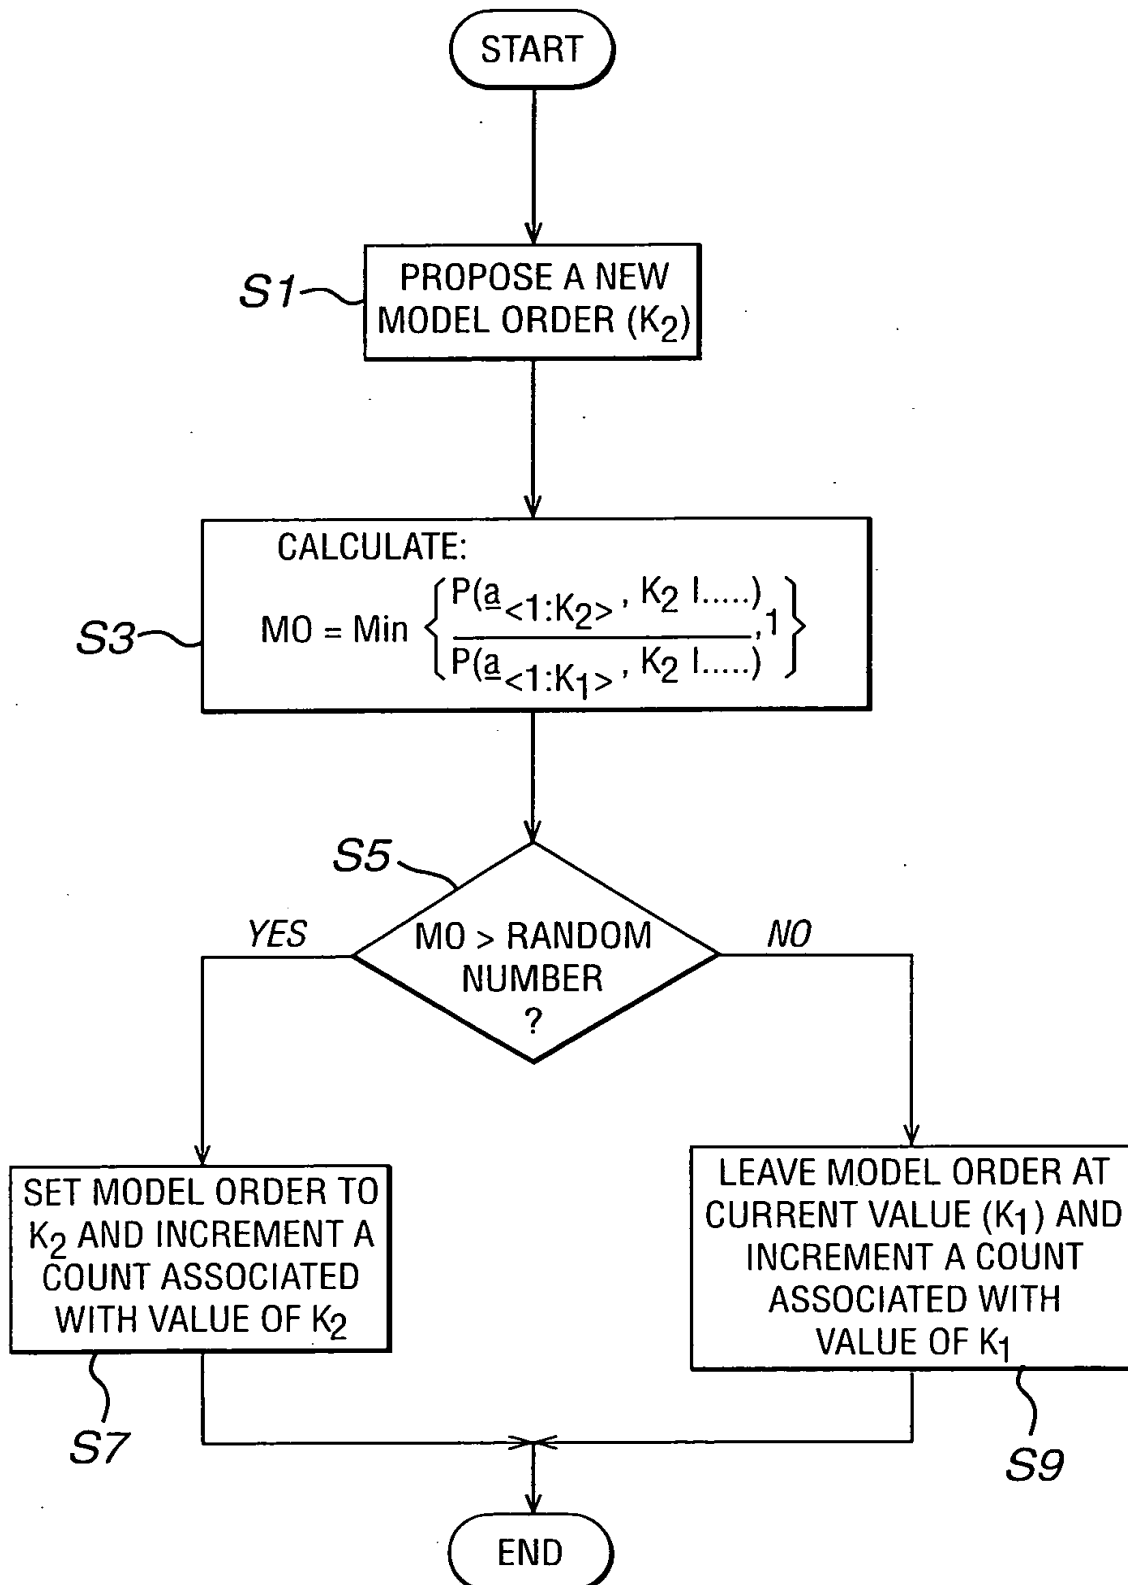 START
S1
PROPOSE A NEW
MODEL ORDER (K2)
S3
CALCULATE:
MO = Min { P(a<1:K2> , K2 I.....) / P(a<1:K1> , K2 I.....) , 1 }
S5
YES
MO > RANDOM
NUMBER
?
NO
SET MODEL ORDER TO
K2 AND INCREMENT A
COUNT ASSOCIATED
WITH VALUE OF K2
S7
LEAVE MODEL ORDER AT
CURRENT VALUE (K1) AND
INCREMENT A COUNT
ASSOCIATED WITH
VALUE OF K1
S9
END